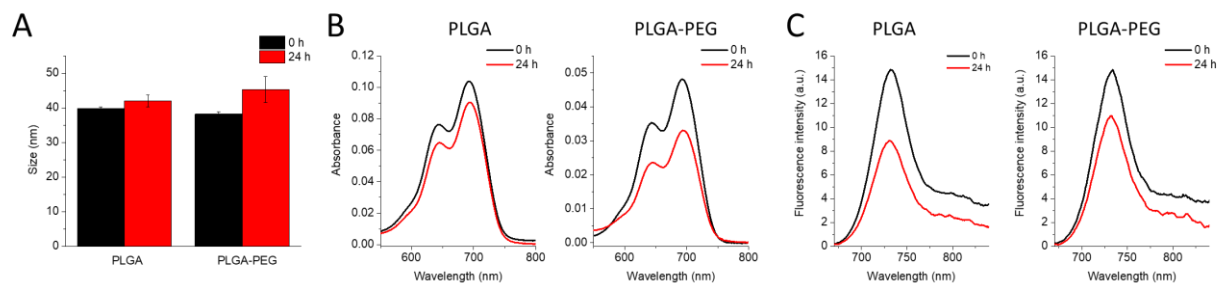 A
0 h
24 h
50
40
30
20
10
0
Size (nm)
PLGA
PLGA-PEG
B
PLGA
0 h
24 h
0.12
0.10
0.08
0.06
0.04
0.02
0.00
Absorbance
600
700
800
Wavelength (nm)
PLGA-PEG
0 h
24 h
0.05
0.04
0.03
0.02
0.01
0.00
Absorbance
600
700
800
Wavelength (nm)
C
PLGA
0 h
24 h
16
14
12
10
8
6
4
2
0
Fluorescence intensity (a.u.)
700
750
800
Wavelength (nm)
PLGA-PEG
0 h
24 h
16
14
12
10
8
6
4
2
0
Fluorescence intensity (a.u.)
700
750
800
Wavelength (nm)